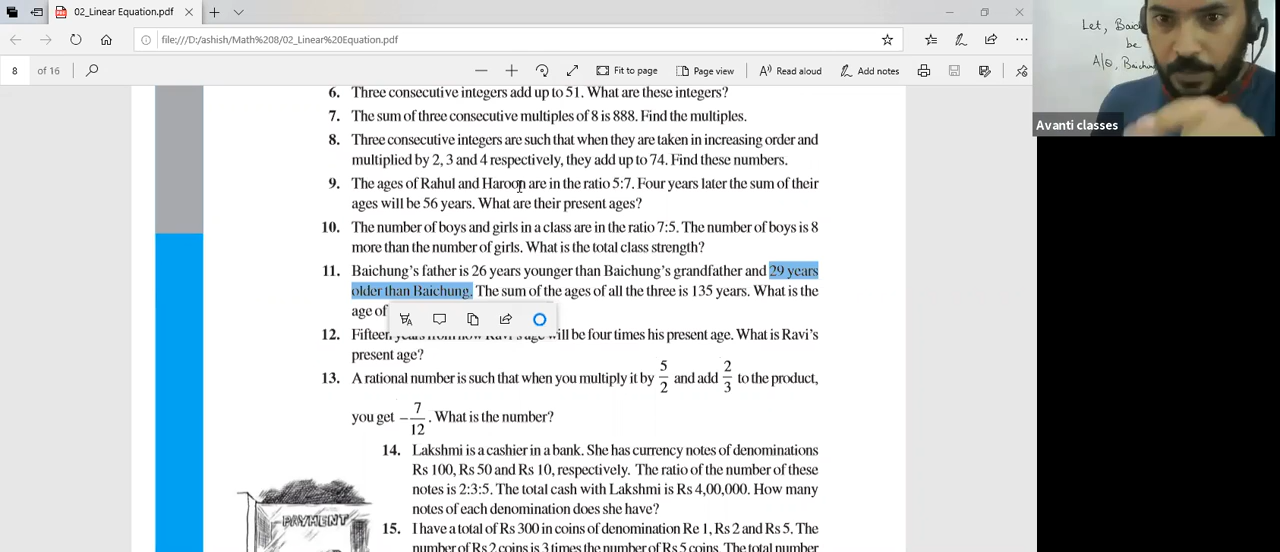 02_Linear Equation.pdf
file:///D:/ashish/Math%208/02_Linear%20Equation.pdf
8 of 16
Fit to page
Page view
Read aloud
Add notes
Let, Baich
be
A/Q, Baichung
Avanti classes
6. Three consecutive integers add up to 51. What are these integers?
7. The sum of three consecutive multiples of 8 is 888. Find the multiples.
8. Three consecutive integers are such that when they are taken in increasing order and
multiplied by 2, 3 and 4 respectively, they add up to 74. Find these numbers.
9. The ages of Rahul and Haroon are in the ratio 5:7. Four years later the sum of their
ages will be 56 years. What are their present ages?
10. The number of boys and girls in a class are in the ratio 7:5. The number of boys is 8
more than the number of girls. What is the total class strength?
11. Baichung's father is 26 years younger than Baichung's grandfather and 29 years
older than Baichung. The sum of the ages of all the three is 135 years. What is the
age of
12. Fifteen years from now Ravi's age will be four times his present age. What is Ravi's
present age?
13. A rational number is such that when you multiply it by 5/2 and add 2/3 to the product,
you get -7/12. What is the number?
14. Lakshmi is a cashier in a bank. She has currency notes of denominations
Rs 100, Rs 50 and Rs 10, respectively. The ratio of the number of these
notes is 2:3:5. The total cash with Lakshmi is Rs 4,00,000. How many
notes of each denomination does she have?
PAYMENT
15. I have a total of Rs 300 in coins of denomination Re 1, Rs 2 and Rs 5. The
number of Rs 2 coins is 3 times the number of Rs 5 coins. The total number